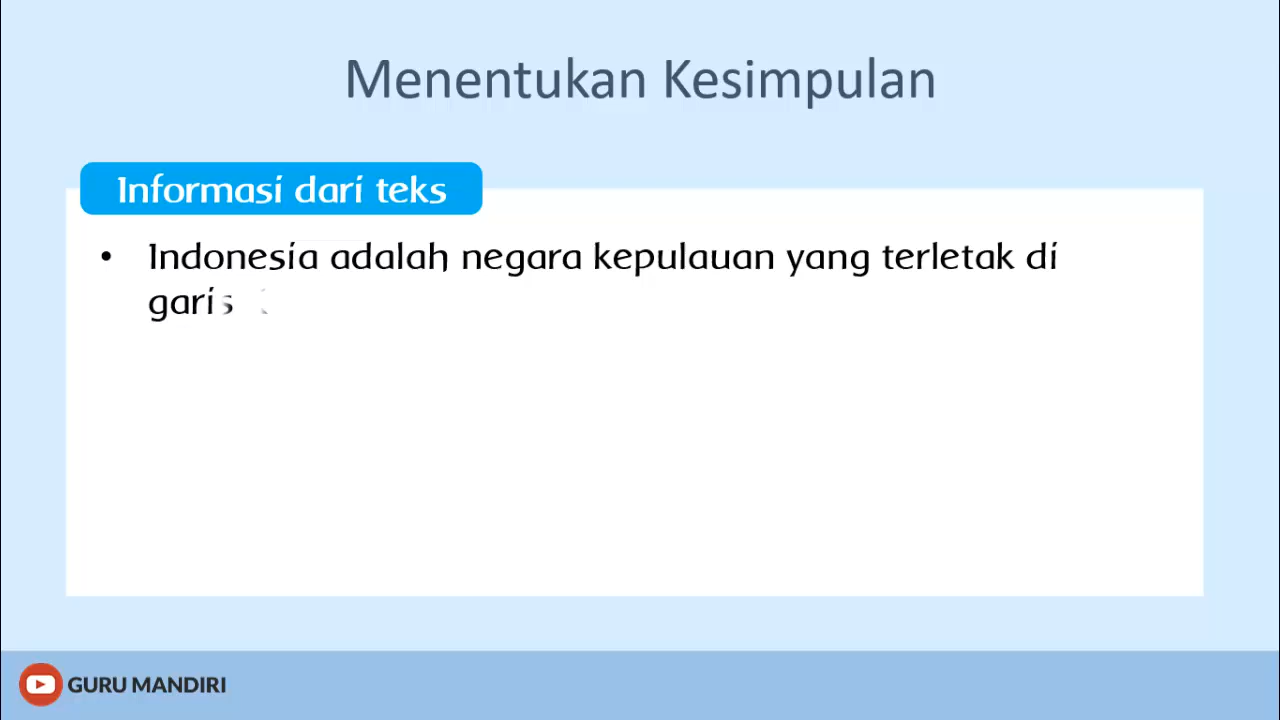 Menentukan Kesimpulan
Informasi dari teks
• Indonesia adalah negara kepulauan yang terletak di
garis
GURU MANDIRI